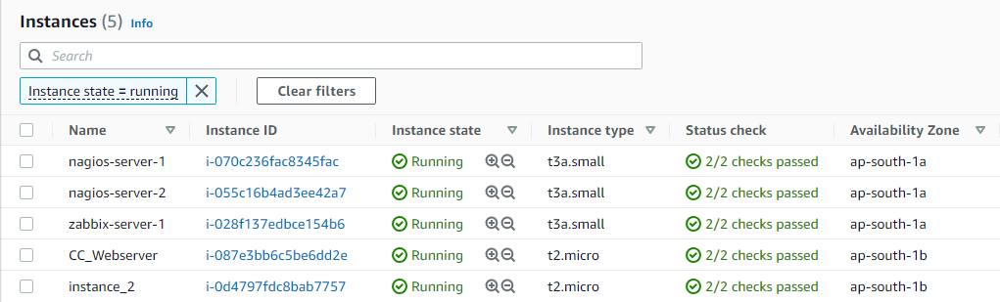 Instances (5) Info
Search
Instance state = running
Clear filters
Name Instance ID Instance state Instance type Status check Availability Zone
nagios-server-1 i-070c236fac8345fac Running t3a.small 2/2 checks passed ap-south-1a
nagios-server-2 i-055c16b4ad3ee42a7 Running t3a.small 2/2 checks passed ap-south-1a
zabbix-server-1 i-028f137edbce154b6 Running t3a.small 2/2 checks passed ap-south-1a
CC_Webserver i-087e3bb6c5be6dd2e Running t2.micro 2/2 checks passed ap-south-1b
instance_2 i-0d4797fdc8bab7757 Running t2.micro 2/2 checks passed ap-south-1b